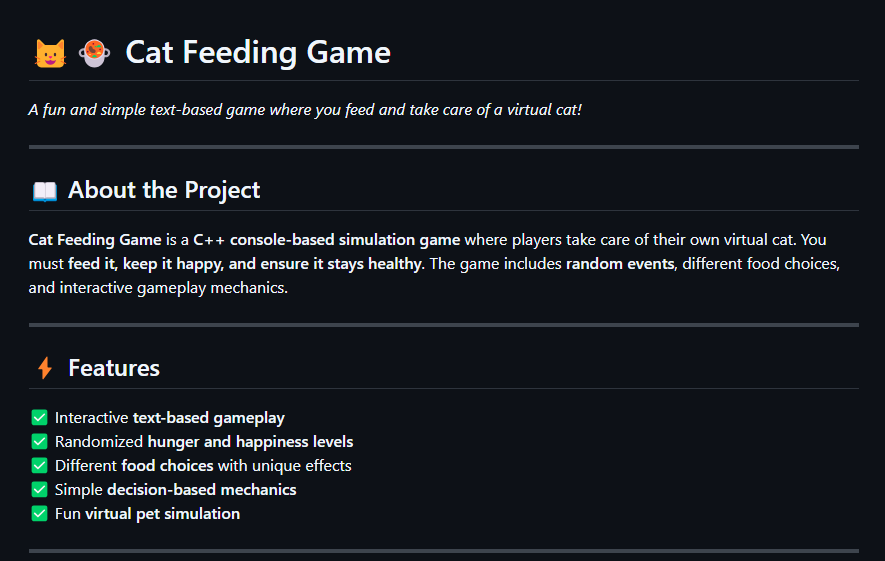 Cat Feeding Game
A fun and simple text-based game where you feed and take care of a virtual cat!
About the Project
Cat Feeding Game is a C++ console-based simulation game where players take care of their own virtual cat. You
must feed it, keep it happy, and ensure it stays healthy. The game includes random events, different food choices,
and interactive gameplay mechanics.
Features
Interactive text-based gameplay
Randomized hunger and happiness levels
Different food choices with unique effects
Simple decision-based mechanics
Fun virtual pet simulation